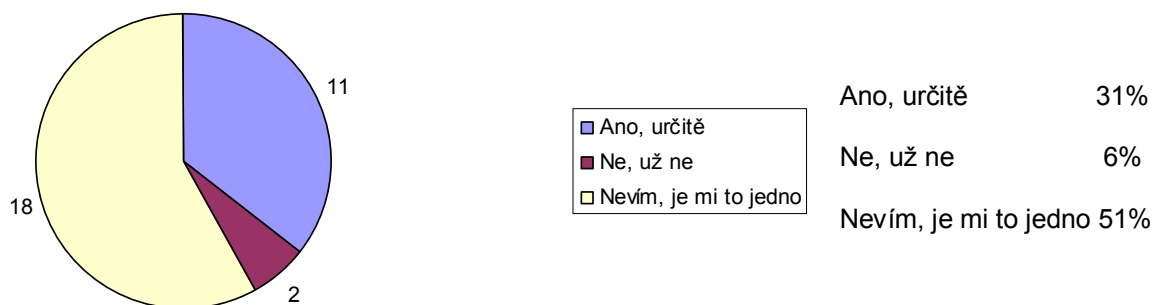 11
18
2
Ano, určitě
Ne, už ne
Nevím, je mi to jedno
Ano, určitě 31%
Ne, už ne 6%
Nevím, je mi to jedno 51%